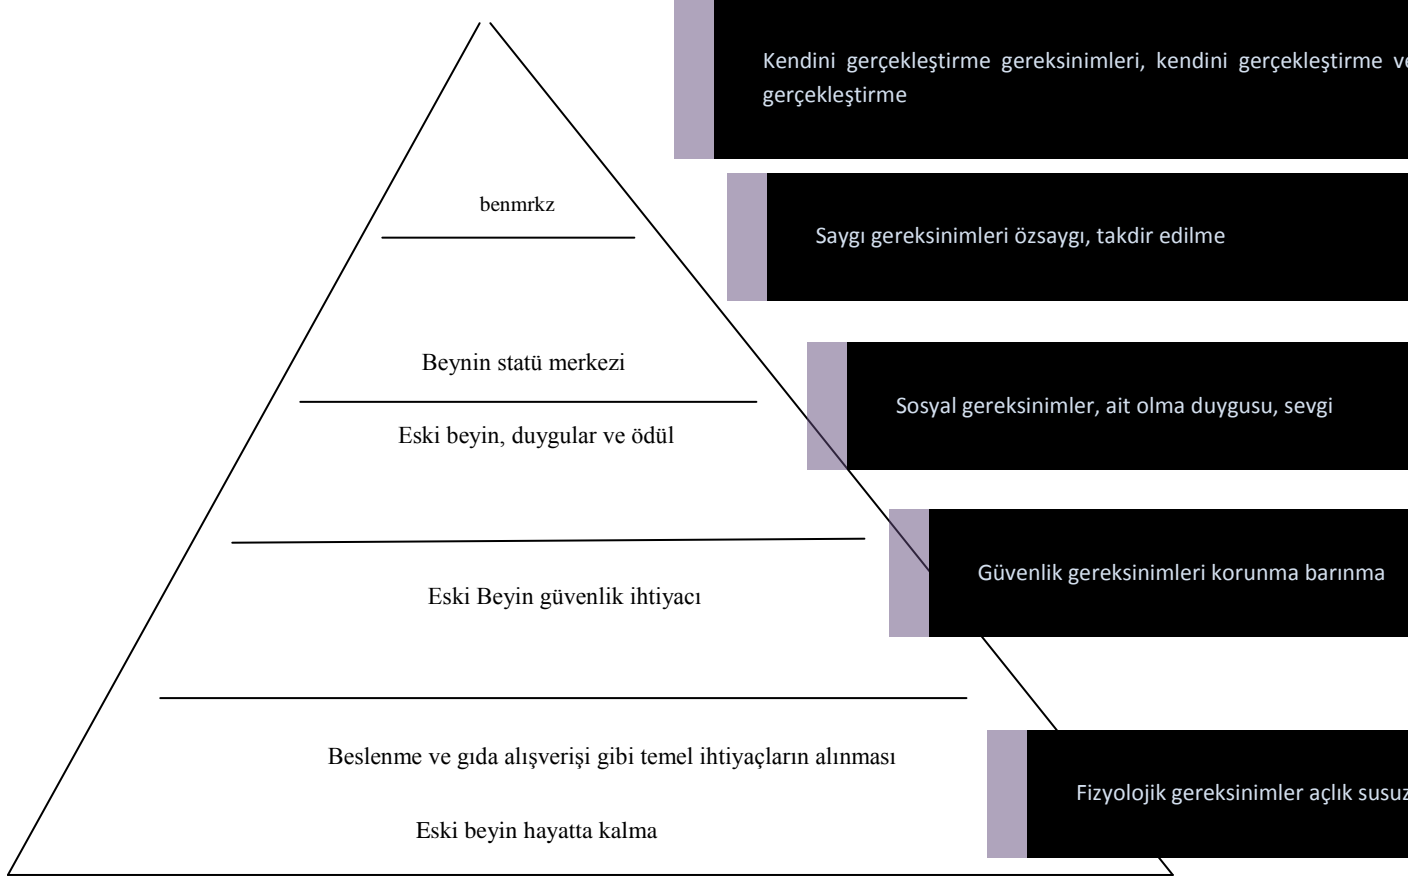 Kendini gerçekleştirme gereksinimleri, kendini gerçekleştirme ve
gerçekleştirme
benmrkz
Saygı gereksinimleri özsaygı, takdir edilme
Beynin statü merkezi
Sosyal gereksinimler, ait olma duygusu, sevgi
Eski beyin, duygular ve ödül
Güvenlik gereksinimleri korunma barınma
Eski Beyin güvenlik ihtiyacı
Beslenme ve gıda alışverişi gibi temel ihtiyaçların alınması
Fizyolojik gereksinimler açlık
Eski beyin hayatta kalma